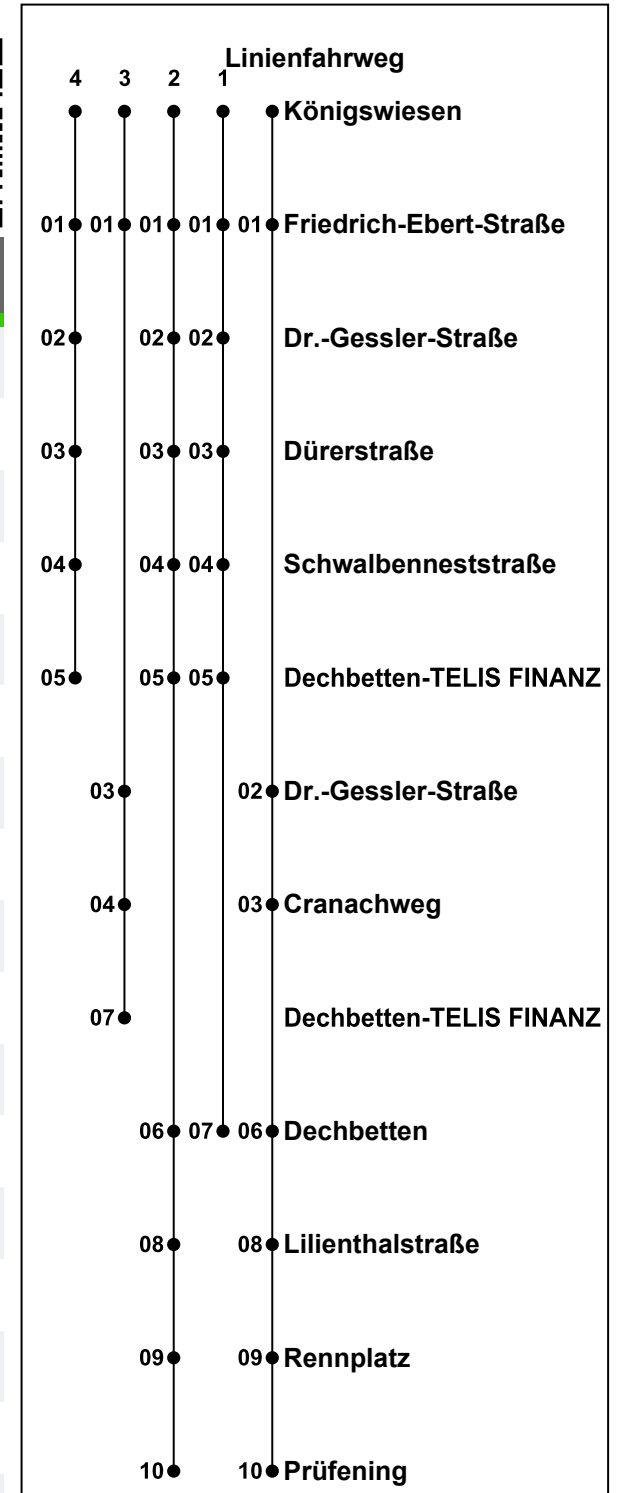 Linienfahrweg
4 3 2 1
Königswiesen
01 01 01 01 01 Friedrich-Ebert-Straße
02 02 02 Dr.-Gessler-Straße
03 03 03 Dürerstraße
04 04 04 Schwalbenneststraße
05 05 05 Dechbetten-TELIS FINANZ
03 02 Dr.-Gessler-Straße
04 03 Cranachweg
07 Dechbetten-TELIS FINANZ
06 07 06 Dechbetten
08 08 Lilienthalstraße
09 09 Rennplatz
10 10 Prüfening